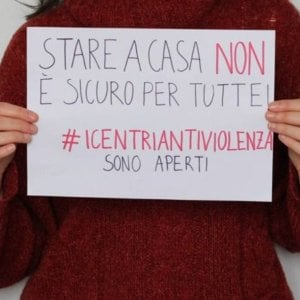 STARE A CASA NON
È SICURO PER TUTTE!
#ICENTRIANTIVIOLENZA
SONO APERTI